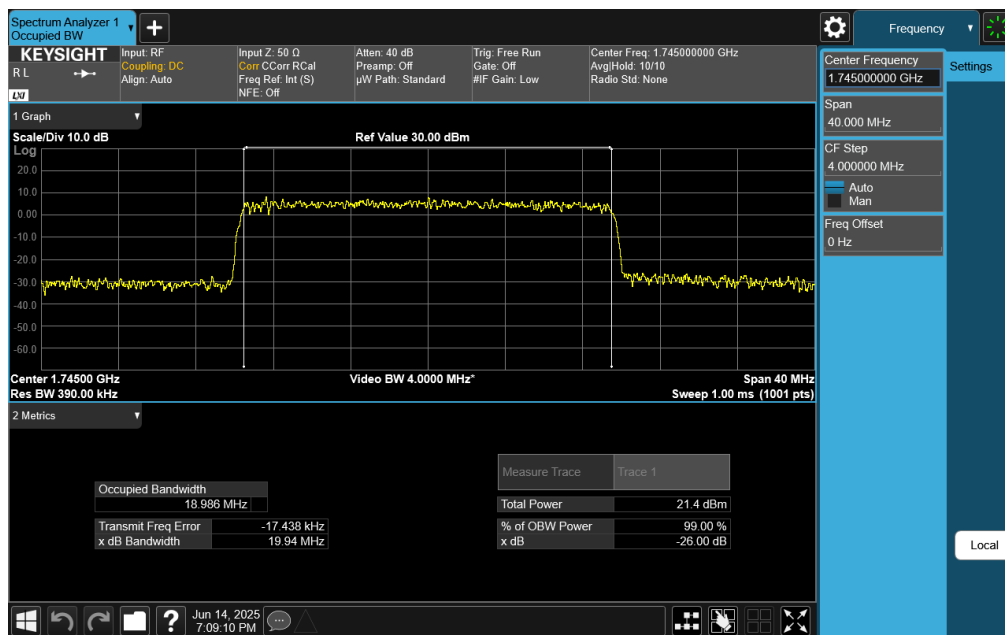 Spectrum Analyzer 1
Occupied BW
Frequency
KEYSIGHT
R L
LXI
Input: RF
Coupling: DC
Align: Auto
Input Z: 50 Ω
Corr CCorr RCal
Freq Ref: Int (S)
NFE: Off
Atten: 40 dB
Preamp: Off
µW Path: Standard
Trig: Free Run
Gate: Off
#IF Gain: Low
Center Freq: 1.745000000 GHz
Avg|Hold: 10/10
Radio Std: None
Center Frequency
1.745000000 GHz
Settings
Span
40.000 MHz
CF Step
4.000000 MHz
Auto
Man
Freq Offset
0 Hz
Local
1 Graph
Scale/Div 10.0 dB
Ref Value 30.00 dBm
Log
20.0
10.0
0.00
-10.0
-20.0
-30.0
-40.0
-50.0
-60.0
Center 1.74500 GHz
Video BW 4.0000 MHz*
Span 40 MHz
Res BW 390.00 kHz
Sweep 1.00 ms (1001 pts)
2 Metrics
Measure Trace
Trace 1
Occupied Bandwidth
18.986 MHz
Total Power
21.4 dBm
Transmit Freq Error
-17.438 kHz
% of OBW Power
99.00 %
x dB Bandwidth
19.94 MHz
x dB
-26.00 dB
Jun 14, 2025
7:09:10 PM